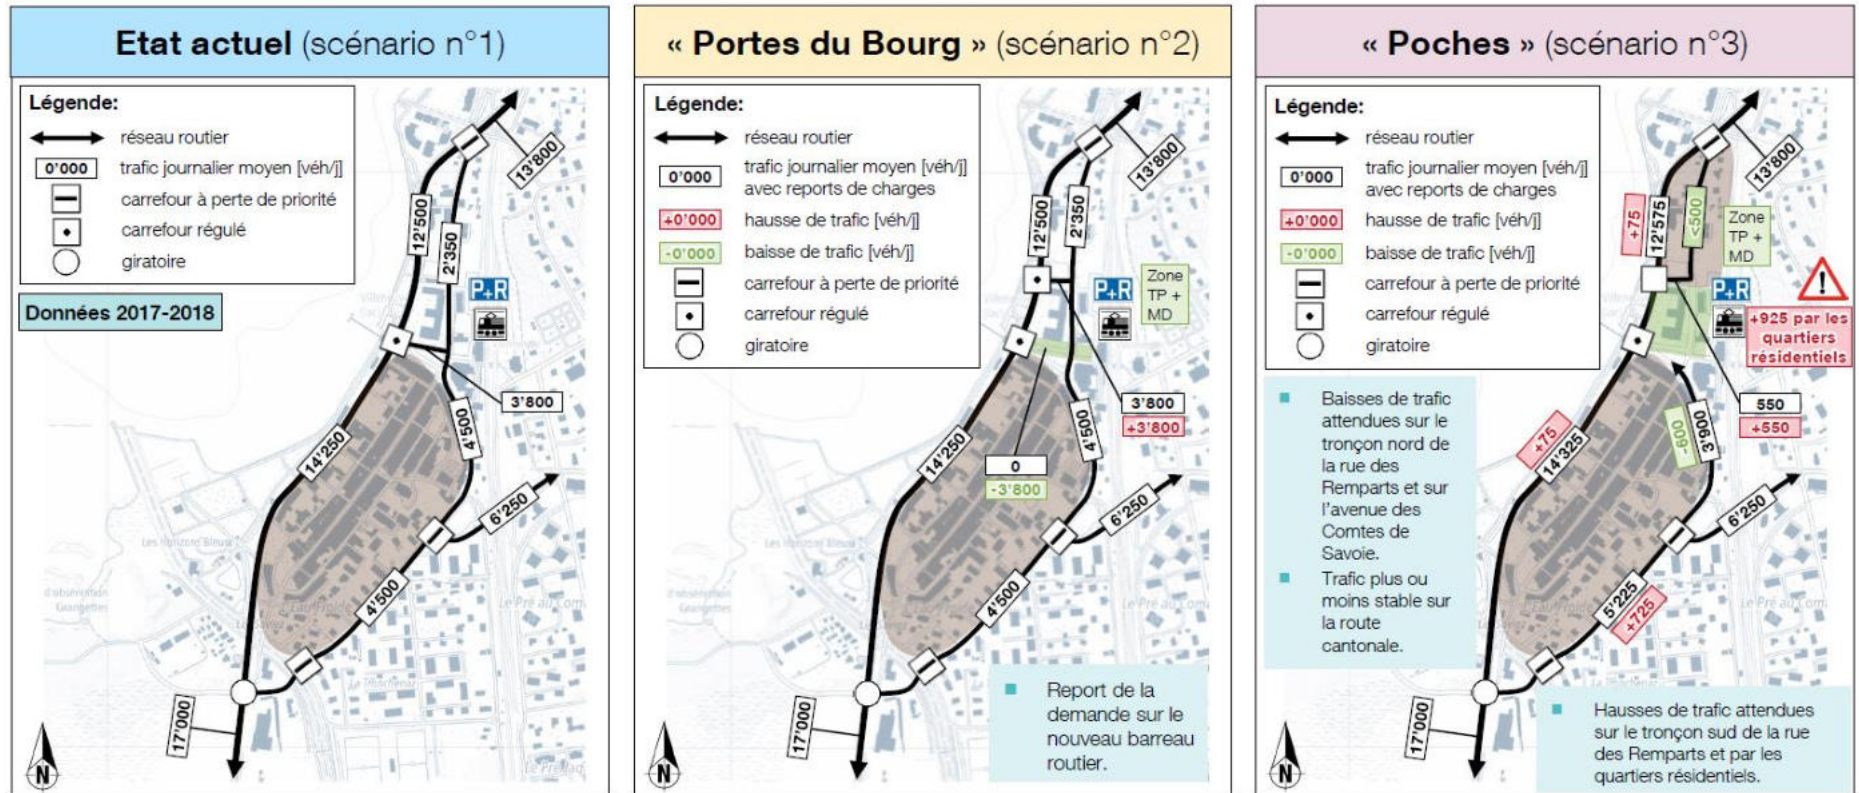 Etat actuel (scénario n°1)
Légende:
réseau routier
0'000 trafic journalier moyen [véh/j]
carrefour à perte de priorité
carrefour régulé
giratoire
Données 2017-2018
13'800
12'500
2'350
P+R
3'800
14'250
4'500
6'250
4'500
17'000
N
« Portes du Bourg » (scénario n°2)
Légende:
réseau routier
0'000 trafic journalier moyen [véh/j]
avec reports de charges
+0'000 hausse de trafic [véh/j]
-0'000 baisse de trafic [véh/j]
carrefour à perte de priorité
carrefour régulé
giratoire
13'800
12'500
2'350
P+R
Zone
TP +
MD
3'800
+3'800
4'500
14'250
0
-3'800
6'250
4'500
17'000
Report de la
demande sur le
nouveau barreau
routier.
N
« Poches » (scénario n°3)
Légende:
réseau routier
0'000 trafic journalier moyen [véh/j]
avec reports de charges
+0'000 hausse de trafic [véh/j]
-0'000 baisse de trafic [véh/j]
carrefour à perte de priorité
carrefour régulé
giratoire
13'800
+75
12'575
<500
Zone
TP +
MD
P+R
!
+925 par les
quartiers
résidentiels
550
+550
3'900
-600
+75
14'325
6'250
5'225
+725
17'000
Baisses de trafic
attendues sur le
tronçon nord de
la rue des
Remparts et sur
l'avenue des
Comtes de
Savoie.
Trafic plus ou
moins stable sur
la route
cantonale.
Hausses de trafic attendues
sur le tronçon sud de la rue
des Remparts et par les
quartiers résidentiels.
N